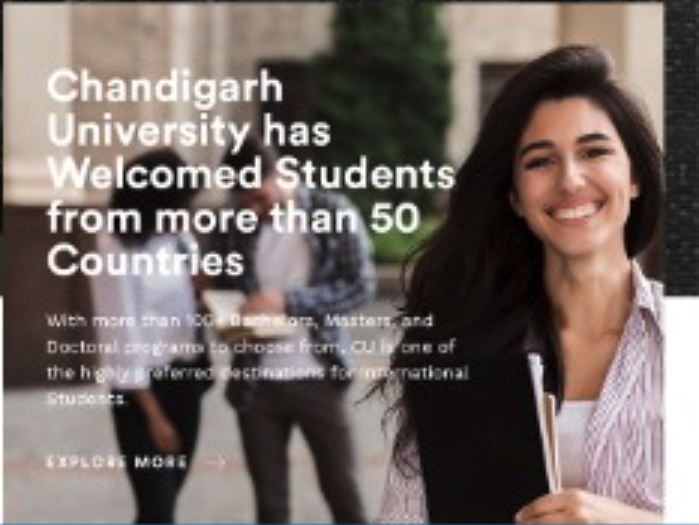 Chandigarh
University has
Welcomed Students
from more than 50
Countries
With more than 100+ Bachelors, Masters, and
Doctoral programs to choose from, CU is one of
the highly preferred destinations for international
Students.
EXPLORE MORE →